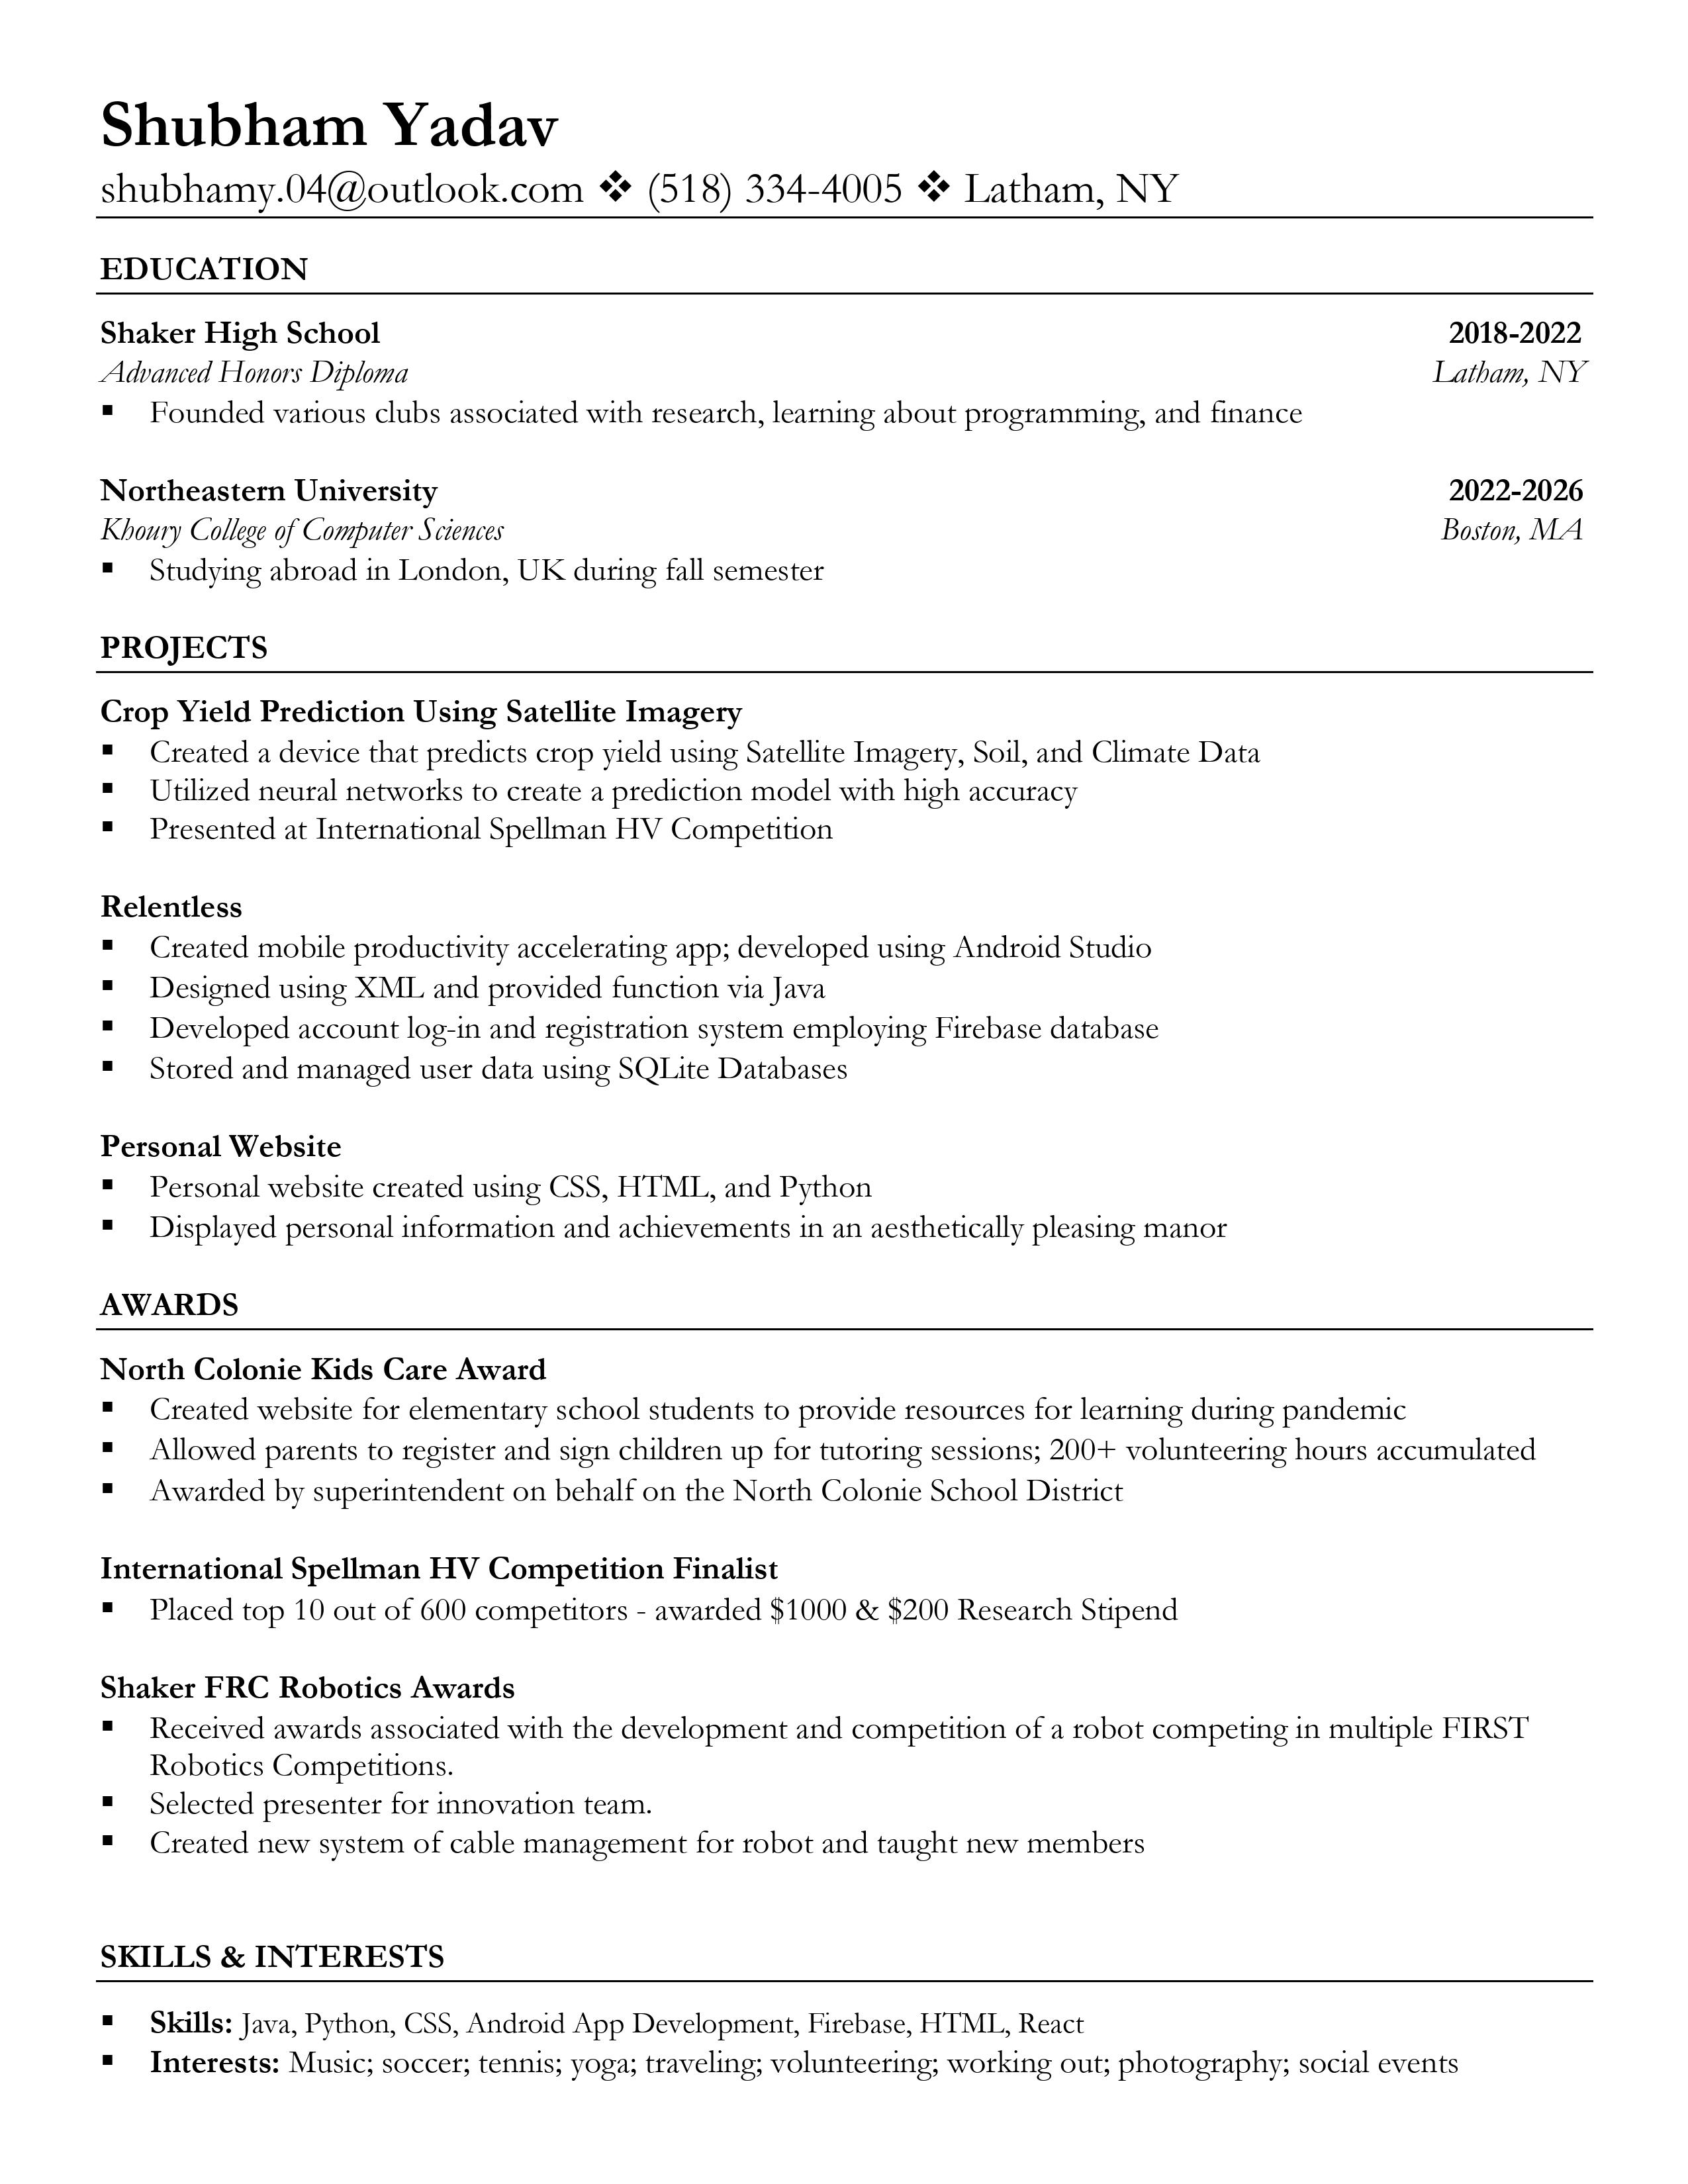 Shubham Yadav
shubhamy.04@outlook.com ❖ (518) 334-4005 ❖ Latham, NY
EDUCATION
Shaker High School 2018-2022
Advanced Honors Diploma Latham, NY
▪ Founded various clubs associated with research, learning about programming, and finance
Northeastern University 2022-2026
Khoury College of Computer Sciences Boston, MA
▪ Studying abroad in London, UK during fall semester
PROJECTS
Crop Yield Prediction Using Satellite Imagery
▪ Created a device that predicts crop yield using Satellite Imagery, Soil, and Climate Data
▪ Utilized neural networks to create a prediction model with high accuracy
▪ Presented at International Spellman HV Competition
Relentless
▪ Created mobile productivity accelerating app; developed using Android Studio
▪ Designed using XML and provided function via Java
▪ Developed account log-in and registration system employing Firebase database
▪ Stored and managed user data using SQLite Databases
Personal Website
▪ Personal website created using CSS, HTML, and Python
▪ Displayed personal information and achievements in an aesthetically pleasing manor
AWARDS
North Colonie Kids Care Award
▪ Created website for elementary school students to provide resources for learning during pandemic
▪ Allowed parents to register and sign children up for tutoring sessions; 200+ volunteering hours accumulated
▪ Awarded by superintendent on behalf on the North Colonie School District
International Spellman HV Competition Finalist
▪ Placed top 10 out of 600 competitors - awarded $1000 & $200 Research Stipend
Shaker FRC Robotics Awards
▪ Received awards associated with the development and competition of a robot competing in multiple FIRST
Robotics Competitions.
▪ Selected presenter for innovation team.
▪ Created new system of cable management for robot and taught new members
SKILLS & INTERESTS
▪ Skills: Java, Python, CSS, Android App Development, Firebase, HTML, React
▪ Interests: Music; soccer; tennis; yoga; traveling; volunteering; working out; photography; social events